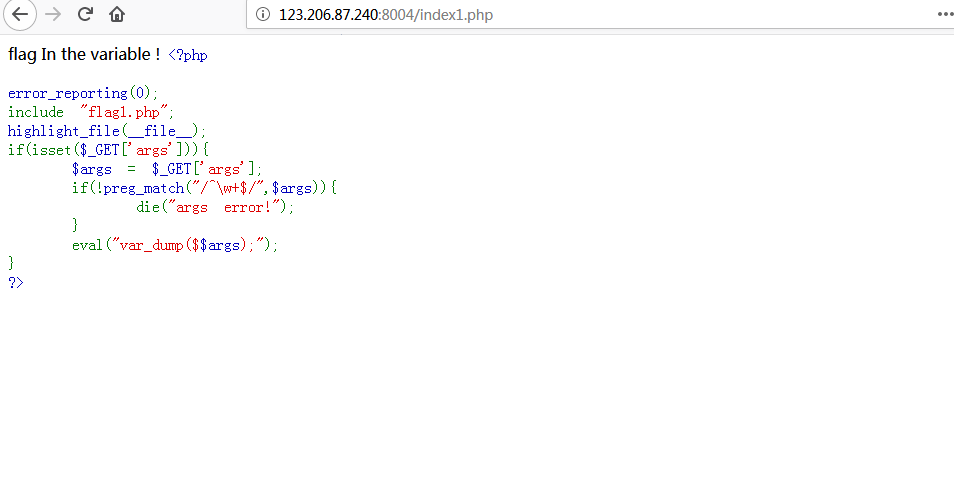 123.206.87.240:8004/index1.php
flag In the variable ! <?php
error_reporting(0);
include "flag1.php";
highlight_file(__file__);
if(isset($_GET['args'])){
$args = $_GET['args'];
if(!preg_match("/^\w+$/",$args)){
die("args error!");
}
eval("var_dump($$args);");
}
?>